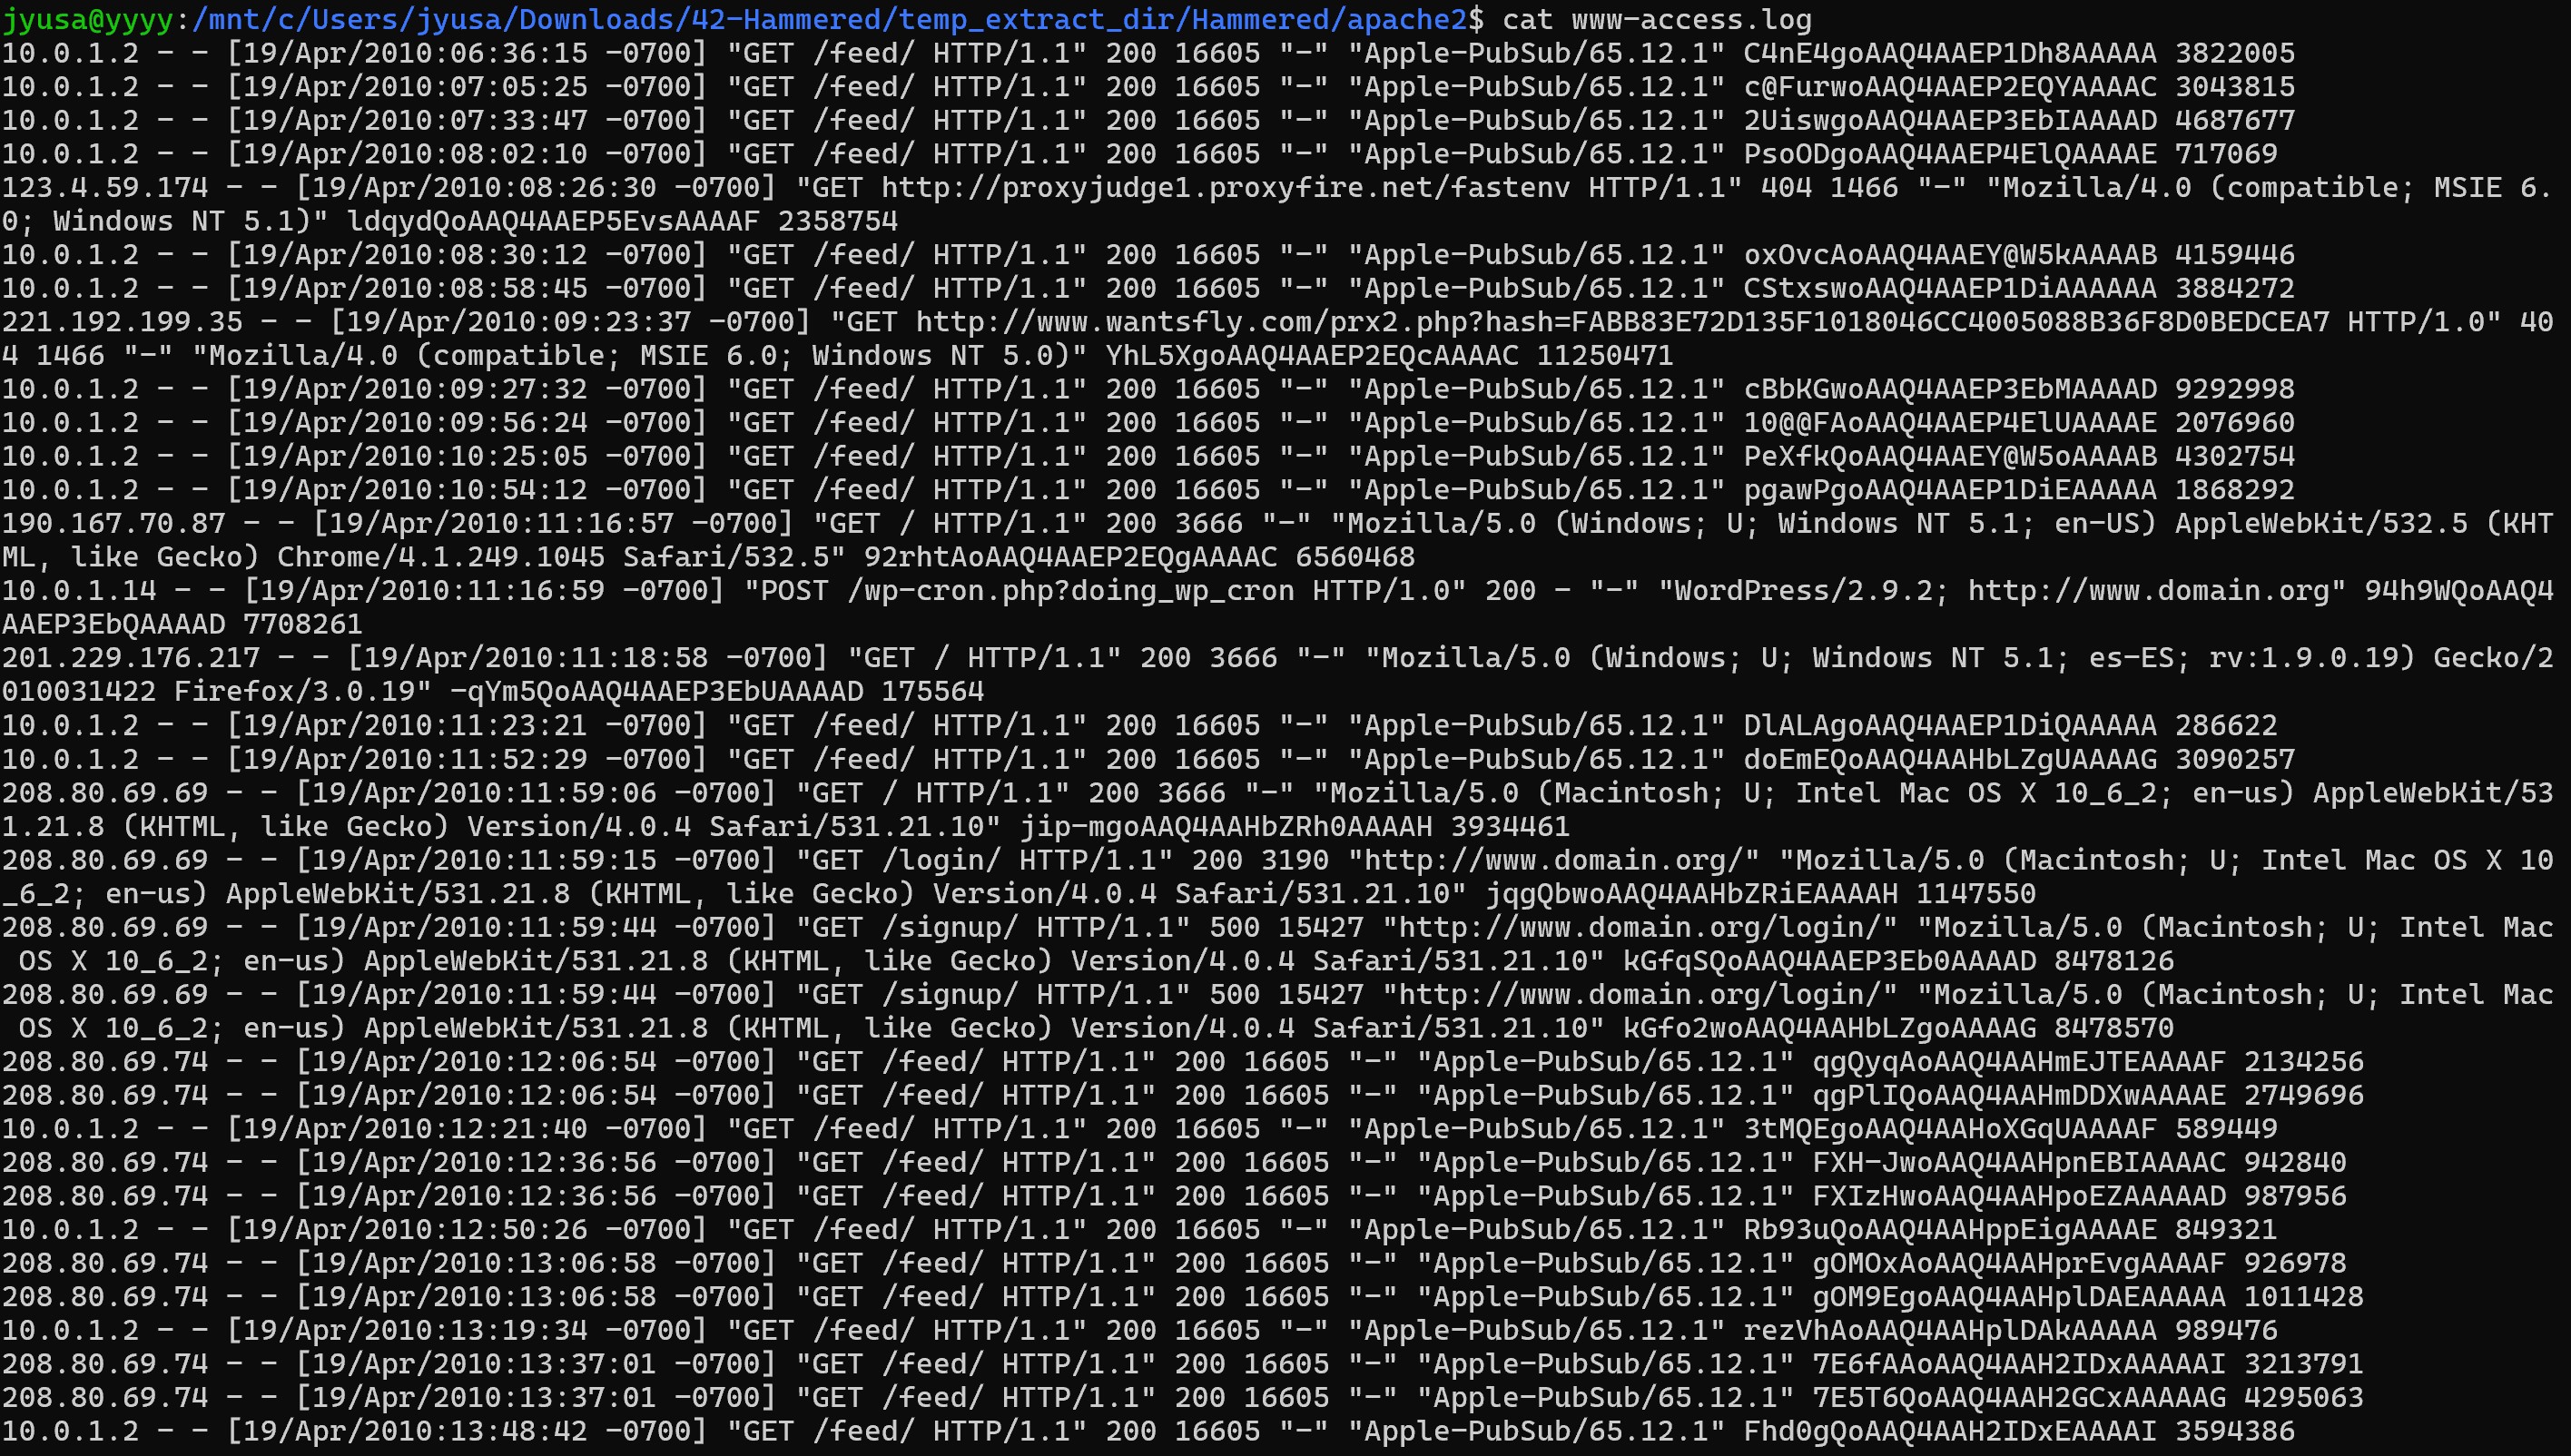 jyusa@yyyy:/mnt/c/Users/jyusa/Downloads/42-Hammered/temp_extract_dir/Hammered/apache2$ cat www-access.log
10.0.1.2 - - [19/Apr/2010:06:36:15 -0700] "GET /feed/ HTTP/1.1" 200 16605 "-" "Apple-PubSub/65.12.1" C4nE4goAAQ4AAEP1Dh8AAAAA 3822005
10.0.1.2 - - [19/Apr/2010:07:05:25 -0700] "GET /feed/ HTTP/1.1" 200 16605 "-" "Apple-PubSub/65.12.1" c@FurwoAAQ4AAEP2EQYAAAAC 3043815
10.0.1.2 - - [19/Apr/2010:07:33:47 -0700] "GET /feed/ HTTP/1.1" 200 16605 "-" "Apple-PubSub/65.12.1" 2UiswgoAAQ4AAEP3EbIAAAAD 4687677
10.0.1.2 - - [19/Apr/2010:08:02:10 -0700] "GET /feed/ HTTP/1.1" 200 16605 "-" "Apple-PubSub/65.12.1" PsoODgoAAQ4AAEP4ElQAAAAE 717069
123.4.59.174 - - [19/Apr/2010:08:26:30 -0700] "GET http://proxyjudge1.proxyfire.net/fastenv HTTP/1.1" 404 1466 "-" "Mozilla/4.0 (compatible; MSIE 6.
0; Windows NT 5.1)" ldqydQoAAQ4AAEP5EvsAAAAF 2358754
10.0.1.2 - - [19/Apr/2010:08:30:12 -0700] "GET /feed/ HTTP/1.1" 200 16605 "-" "Apple-PubSub/65.12.1" oxOvcAoAAQ4AAEY@W5kAAAAB 4159446
10.0.1.2 - - [19/Apr/2010:08:58:45 -0700] "GET /feed/ HTTP/1.1" 200 16605 "-" "Apple-PubSub/65.12.1" CStxswoAAQ4AAEP1DiAAAAAA 3884272
221.192.199.35 - - [19/Apr/2010:09:23:37 -0700] "GET http://www.wantsfly.com/prx2.php?hash=FABB83E72D135F1018046CC4005088B36F8D0BEDCEA7 HTTP/1.0" 40
4 1466 "-" "Mozilla/4.0 (compatible; MSIE 6.0; Windows NT 5.0)" YhL5XgoAAQ4AAEP2EQcAAAAC 11250471
10.0.1.2 - - [19/Apr/2010:09:27:32 -0700] "GET /feed/ HTTP/1.1" 200 16605 "-" "Apple-PubSub/65.12.1" cBbKGwoAAQ4AAEP3EbMAAAAD 9292998
10.0.1.2 - - [19/Apr/2010:09:56:24 -0700] "GET /feed/ HTTP/1.1" 200 16605 "-" "Apple-PubSub/65.12.1" 10@@FAoAAQ4AAEP4ElUAAAAE 2076960
10.0.1.2 - - [19/Apr/2010:10:25:05 -0700] "GET /feed/ HTTP/1.1" 200 16605 "-" "Apple-PubSub/65.12.1" PeXfkQoAAQ4AAEY@W5oAAAAB 4302754
10.0.1.2 - - [19/Apr/2010:10:54:12 -0700] "GET /feed/ HTTP/1.1" 200 16605 "-" "Apple-PubSub/65.12.1" pgawPgoAAQ4AAEP1DiEAAAAA 1868292
190.167.70.87 - - [19/Apr/2010:11:16:57 -0700] "GET / HTTP/1.1" 200 3666 "-" "Mozilla/5.0 (Windows; U; Windows NT 5.1; en-US) AppleWebKit/532.5 (KHT
ML, like Gecko) Chrome/4.1.249.1045 Safari/532.5" 92rhtAoAAQ4AAEP2EQgAAAAC 6560468
10.0.1.14 - - [19/Apr/2010:11:16:59 -0700] "POST /wp-cron.php?doing_wp_cron HTTP/1.0" 200 - "-" "WordPress/2.9.2; http://www.domain.org" 94h9WQoAAQ4
AAEP3EbQAAAAD 7708261
201.229.176.217 - - [19/Apr/2010:11:18:58 -0700] "GET / HTTP/1.1" 200 3666 "-" "Mozilla/5.0 (Windows; U; Windows NT 5.1; es-ES; rv:1.9.0.19) Gecko/2
010031422 Firefox/3.0.19" -qYm5QoAAQ4AAEP3EbUAAAAD 175564
10.0.1.2 - - [19/Apr/2010:11:23:21 -0700] "GET /feed/ HTTP/1.1" 200 16605 "-" "Apple-PubSub/65.12.1" DlALAgoAAQ4AAEP1DiQAAAAA 286622
10.0.1.2 - - [19/Apr/2010:11:52:29 -0700] "GET /feed/ HTTP/1.1" 200 16605 "-" "Apple-PubSub/65.12.1" doEmEQoAAQ4AAHbLZgUAAAAG 3090257
208.80.69.69 - - [19/Apr/2010:11:59:06 -0700] "GET / HTTP/1.1" 200 3666 "-" "Mozilla/5.0 (Macintosh; U; Intel Mac OS X 10_6_2; en-us) AppleWebKit/53
1.21.8 (KHTML, like Gecko) Version/4.0.4 Safari/531.21.10" jip-mgoAAQ4AAHbZRh0AAAAH 3934461
208.80.69.69 - - [19/Apr/2010:11:59:15 -0700] "GET /login/ HTTP/1.1" 200 3190 "http://www.domain.org/" "Mozilla/5.0 (Macintosh; U; Intel Mac OS X 10
_6_2; en-us) AppleWebKit/531.21.8 (KHTML, like Gecko) Version/4.0.4 Safari/531.21.10" jqgQbwoAAQ4AAHbZRiEAAAAH 1147550
208.80.69.69 - - [19/Apr/2010:11:59:44 -0700] "GET /signup/ HTTP/1.1" 500 15427 "http://www.domain.org/login/" "Mozilla/5.0 (Macintosh; U; Intel Mac
 OS X 10_6_2; en-us) AppleWebKit/531.21.8 (KHTML, like Gecko) Version/4.0.4 Safari/531.21.10" kGfqSQoAAQ4AAEP3Eb0AAAAD 8478126
208.80.69.69 - - [19/Apr/2010:11:59:44 -0700] "GET /signup/ HTTP/1.1" 500 15427 "http://www.domain.org/login/" "Mozilla/5.0 (Macintosh; U; Intel Mac
 OS X 10_6_2; en-us) AppleWebKit/531.21.8 (KHTML, like Gecko) Version/4.0.4 Safari/531.21.10" kGfo2woAAQ4AAHbLZgoAAAAG 8478570
208.80.69.74 - - [19/Apr/2010:12:06:54 -0700] "GET /feed/ HTTP/1.1" 200 16605 "-" "Apple-PubSub/65.12.1" qgQyqAoAAQ4AAHmEJTEAAAAF 2134256
208.80.69.74 - - [19/Apr/2010:12:06:54 -0700] "GET /feed/ HTTP/1.1" 200 16605 "-" "Apple-PubSub/65.12.1" qgPlIQoAAQ4AAHmDDXwAAAAE 2749696
10.0.1.2 - - [19/Apr/2010:12:21:40 -0700] "GET /feed/ HTTP/1.1" 200 16605 "-" "Apple-PubSub/65.12.1" 3tMQEgoAAQ4AAHoXGqUAAAAF 589449
208.80.69.74 - - [19/Apr/2010:12:36:56 -0700] "GET /feed/ HTTP/1.1" 200 16605 "-" "Apple-PubSub/65.12.1" FXH-JwoAAQ4AAHpnEBIAAAAC 942840
208.80.69.74 - - [19/Apr/2010:12:36:56 -0700] "GET /feed/ HTTP/1.1" 200 16605 "-" "Apple-PubSub/65.12.1" FXIzHwoAAQ4AAHpoEZAAAAAD 987956
10.0.1.2 - - [19/Apr/2010:12:50:26 -0700] "GET /feed/ HTTP/1.1" 200 16605 "-" "Apple-PubSub/65.12.1" Rb93uQoAAQ4AAHppEigAAAAE 849321
208.80.69.74 - - [19/Apr/2010:13:06:58 -0700] "GET /feed/ HTTP/1.1" 200 16605 "-" "Apple-PubSub/65.12.1" gOMOxAoAAQ4AAHprEvgAAAAF 926978
208.80.69.74 - - [19/Apr/2010:13:06:58 -0700] "GET /feed/ HTTP/1.1" 200 16605 "-" "Apple-PubSub/65.12.1" gOM9EgoAAQ4AAHplDAEAAAAA 1011428
10.0.1.2 - - [19/Apr/2010:13:19:34 -0700] "GET /feed/ HTTP/1.1" 200 16605 "-" "Apple-PubSub/65.12.1" rezVhAoAAQ4AAHplDAkAAAAA 989476
208.80.69.74 - - [19/Apr/2010:13:37:01 -0700] "GET /feed/ HTTP/1.1" 200 16605 "-" "Apple-PubSub/65.12.1" 7E6fAAoAAQ4AAH2IDxAAAAAI 3213791
208.80.69.74 - - [19/Apr/2010:13:37:01 -0700] "GET /feed/ HTTP/1.1" 200 16605 "-" "Apple-PubSub/65.12.1" 7E5T6QoAAQ4AAH2GCxAAAAAG 4295063
10.0.1.2 - - [19/Apr/2010:13:48:42 -0700] "GET /feed/ HTTP/1.1" 200 16605 "-" "Apple-PubSub/65.12.1" Fhd0gQoAAQ4AAH2IDxEAAAAI 3594386